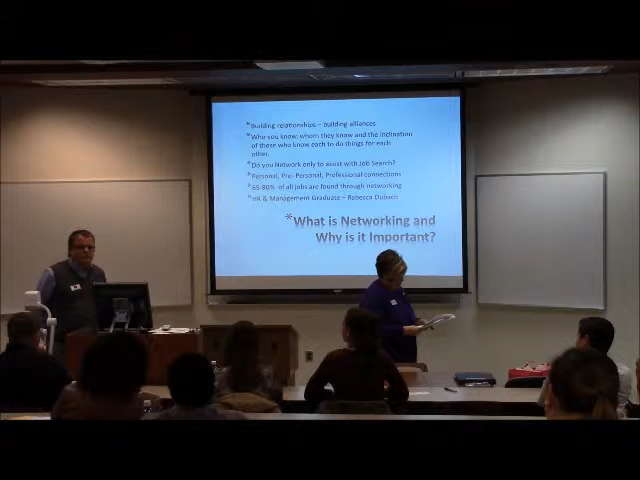 *Building relationships – building alliances
*Who you know, whom they know and the inclination
of those who know each to do things for each
other.
*Do you Network only to assist with Job Search?
*Personal, Pro- Personal, Professional connections
*65-80% of all jobs are found through networking
*HR & Management Graduate – Rebecca Dubach
*What is Networking and
Why is it Important?